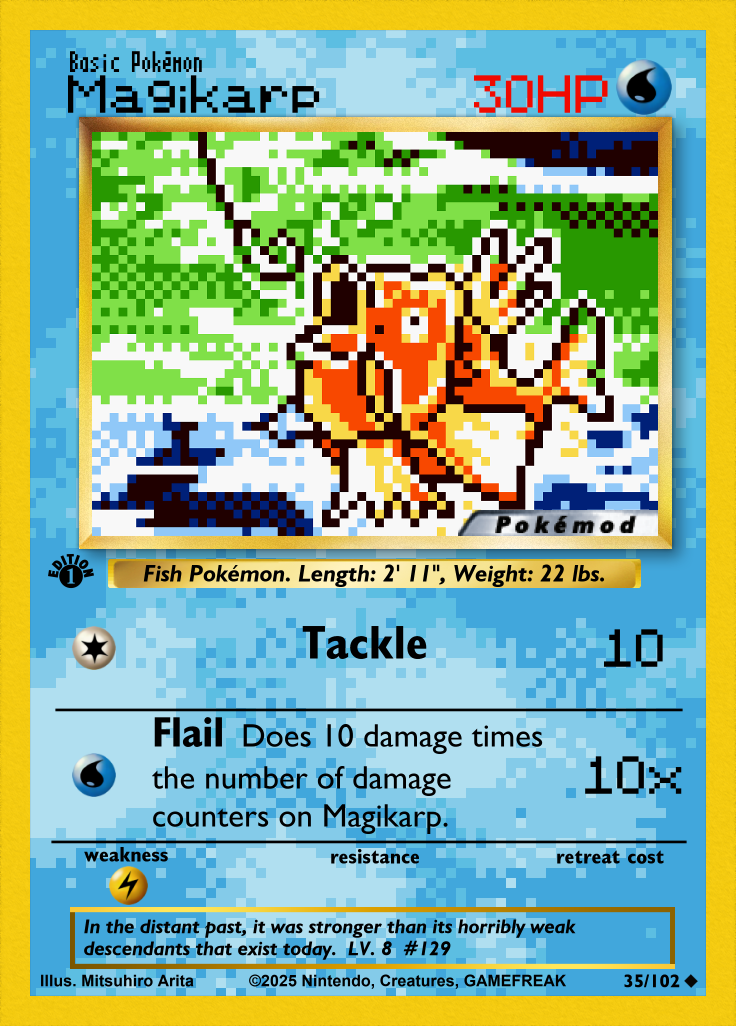 Basic Pokémon
Magikarp 30HP
Pokémod
EDITION 1
Fish Pokémon. Length: 2' 11", Weight: 22 lbs.
Tackle 10
Flail Does 10 damage times
the number of damage
counters on Magikarp.
10x
weakness resistance retreat cost
In the distant past, it was stronger than its horribly weak
descendants that exist today. LV. 8 #129
Illus. Mitsuhiro Arita ©2025 Nintendo, Creatures, GAMEFREAK 35/102